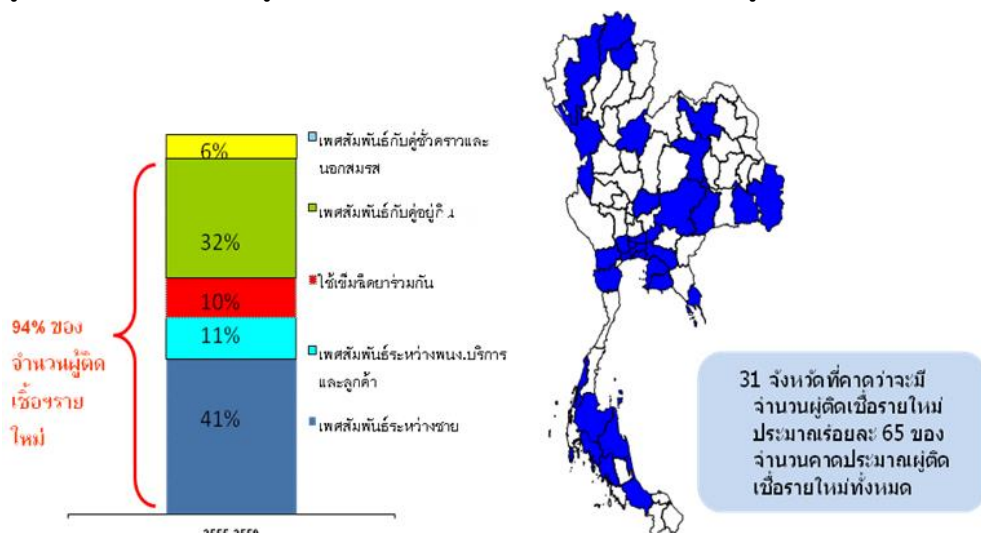 6%
32%
10%
11%
41%
เพศสัมพันธ์กับคู่ชั่วคราวและ
นอกสมรส
เพศสัมพันธ์กับคู่อยู่กิน
ใช้เข็มฉีดยาร่วมกัน
เพศสัมพันธ์ระหว่างพนง.บริการ
และลูกค้า
เพศสัมพันธ์ระหว่างชาย
94% ของ
จำนวนผู้ติด
เชื้อฯราย
ใหม่
31 จังหวัดที่คาดว่าจะมี
จำนวนผู้ติดเชื้อรายใหม่
ประมาณร้อยละ 65 ของ
จำนวนคาดประมาณผู้ติด
เชื้อรายใหม่ทั้งหมด